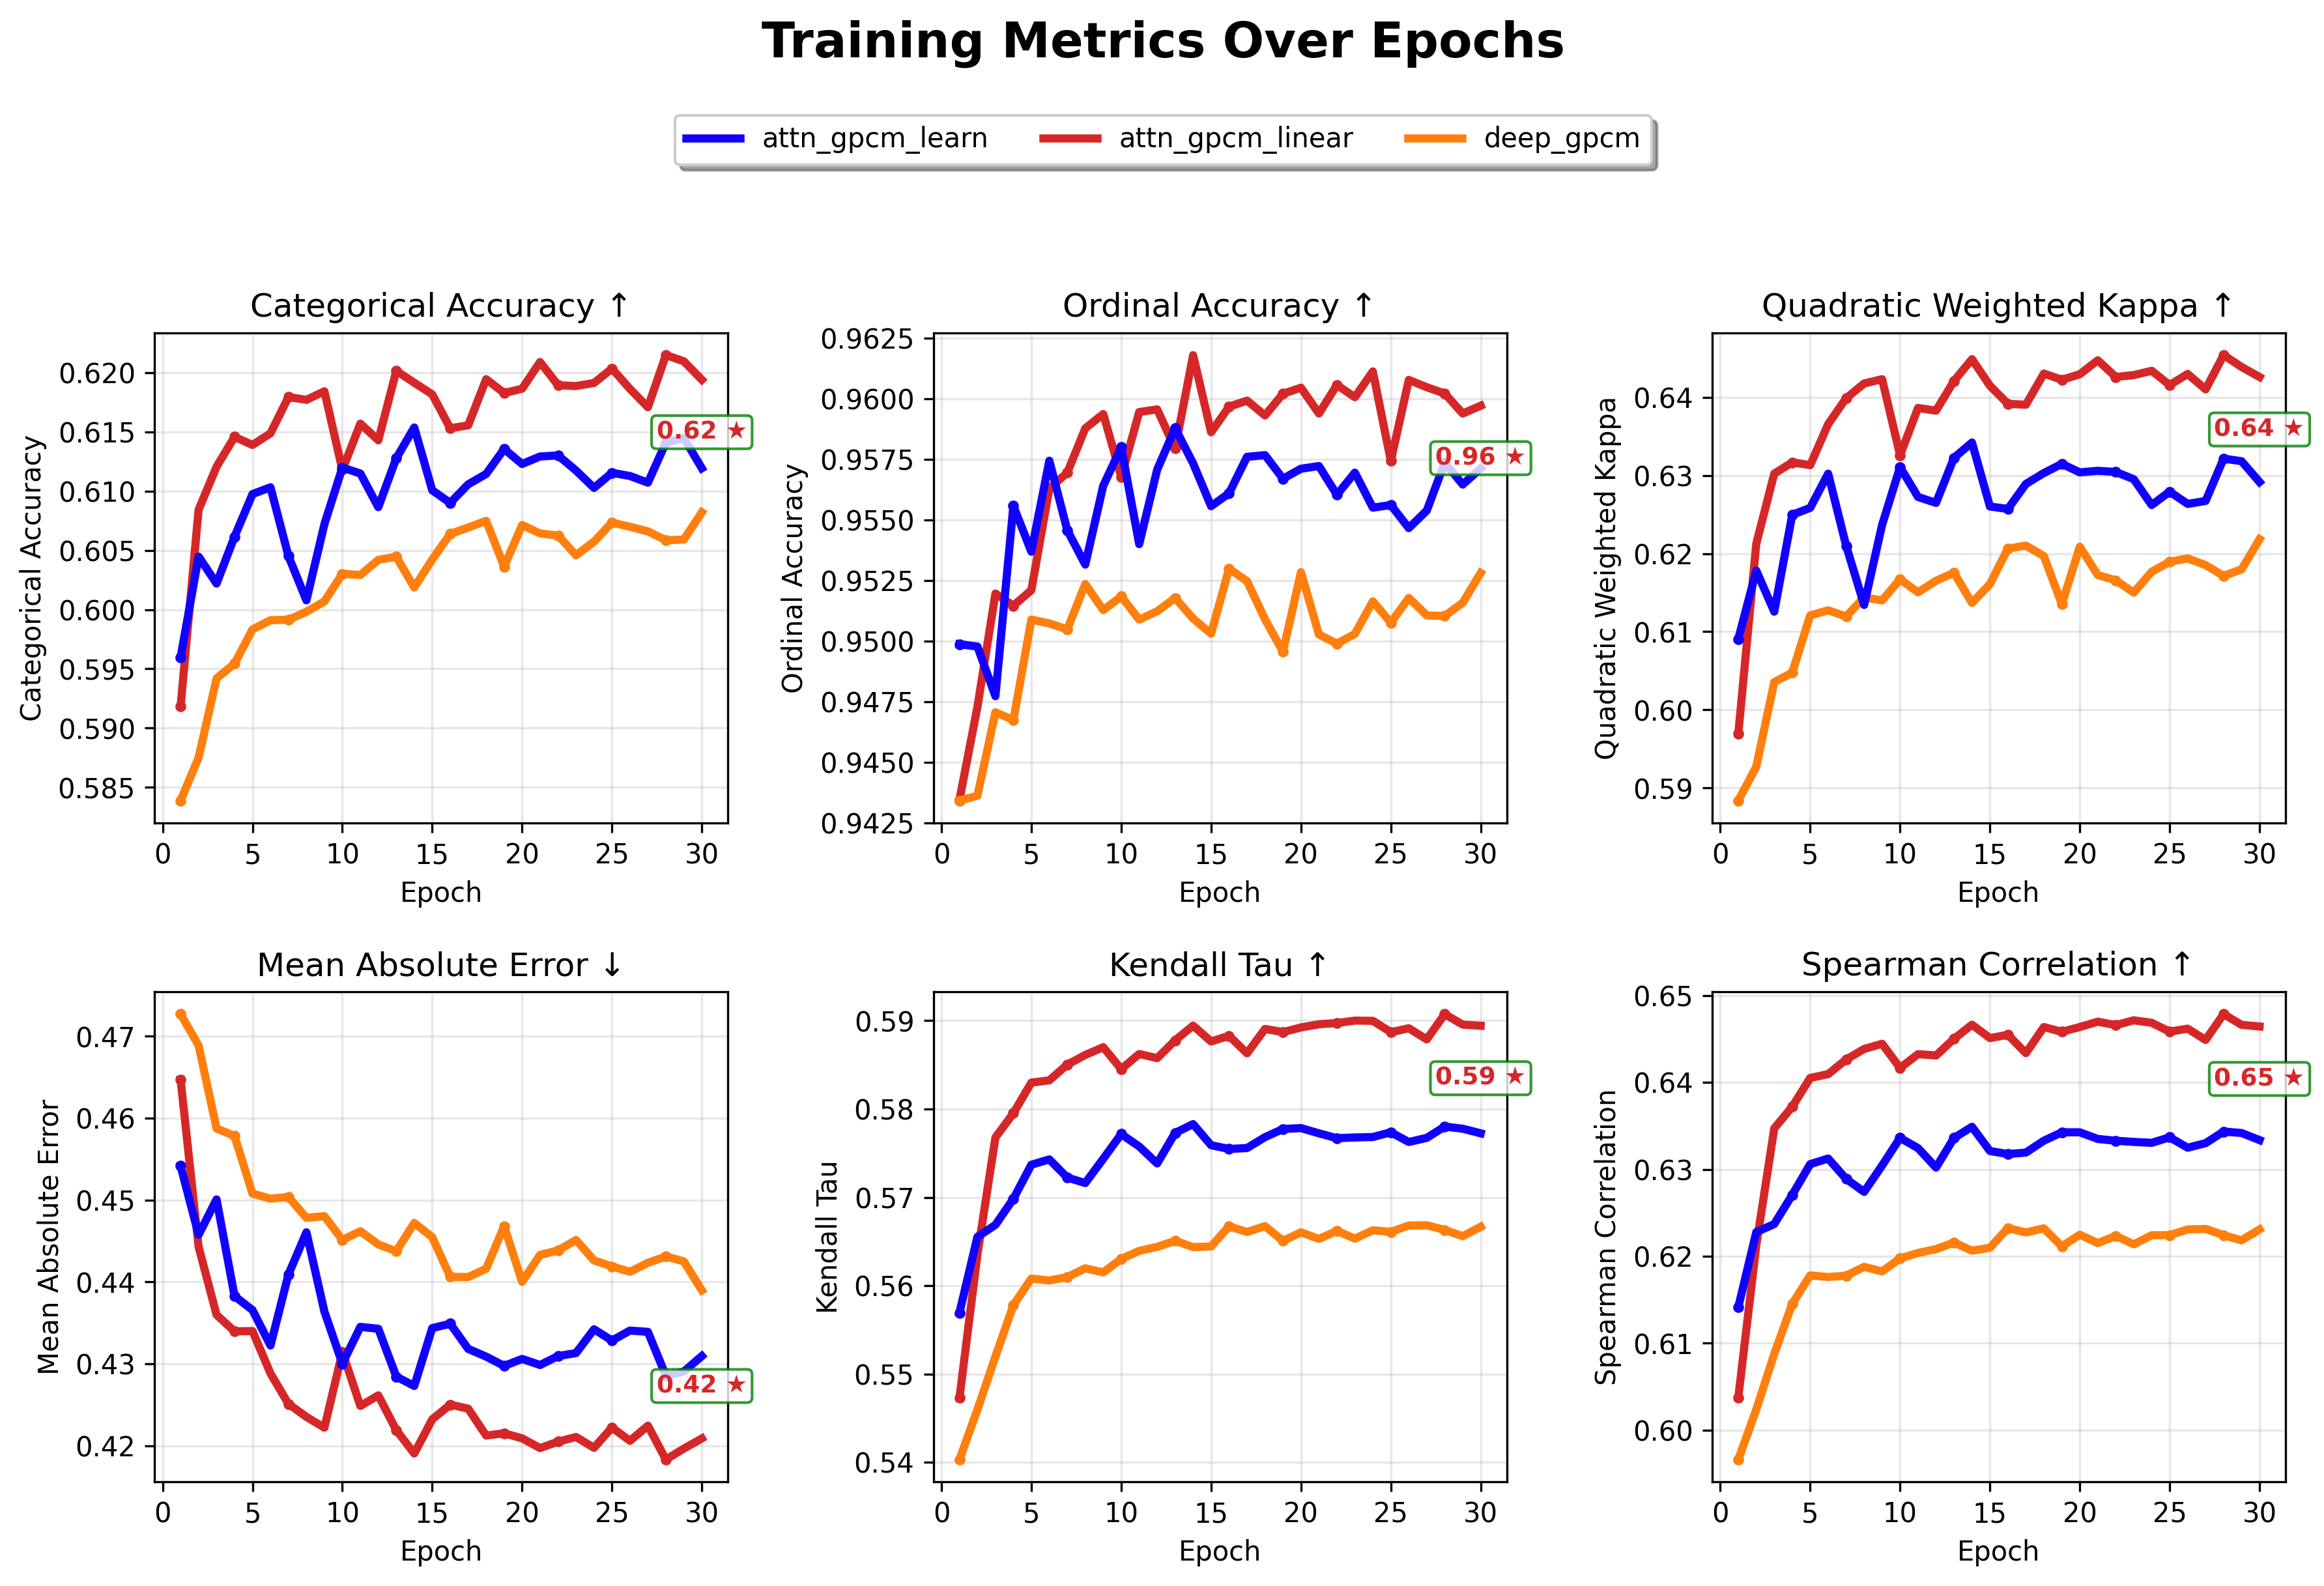 Training Metrics Over Epochs
attn_gpcm_learn attn_gpcm_linear deep_gpcm
Categorical Accuracy ↑
Categorical Accuracy
0.620
0.615
0.610
0.605
0.600
0.595
0.590
0.585
0.62 ★
0 5 10 15 20 25 30
Epoch
Ordinal Accuracy ↑
Ordinal Accuracy
0.9625
0.9600
0.9575
0.9550
0.9525
0.9500
0.9475
0.9450
0.9425
0.96 ★
0 5 10 15 20 25 30
Epoch
Quadratic Weighted Kappa ↑
Quadratic Weighted Kappa
0.64
0.63
0.62
0.61
0.60
0.59
0.64 ★
0 5 10 15 20 25 30
Epoch
Mean Absolute Error ↓
Mean Absolute Error
0.47
0.46
0.45
0.44
0.43
0.42
0.42 ★
0 5 10 15 20 25 30
Epoch
Kendall Tau ↑
Kendall Tau
0.59
0.58
0.57
0.56
0.55
0.54
0.59 ★
0 5 10 15 20 25 30
Epoch
Spearman Correlation ↑
Spearman Correlation
0.65
0.64
0.63
0.62
0.61
0.60
0.65 ★
0 5 10 15 20 25 30
Epoch